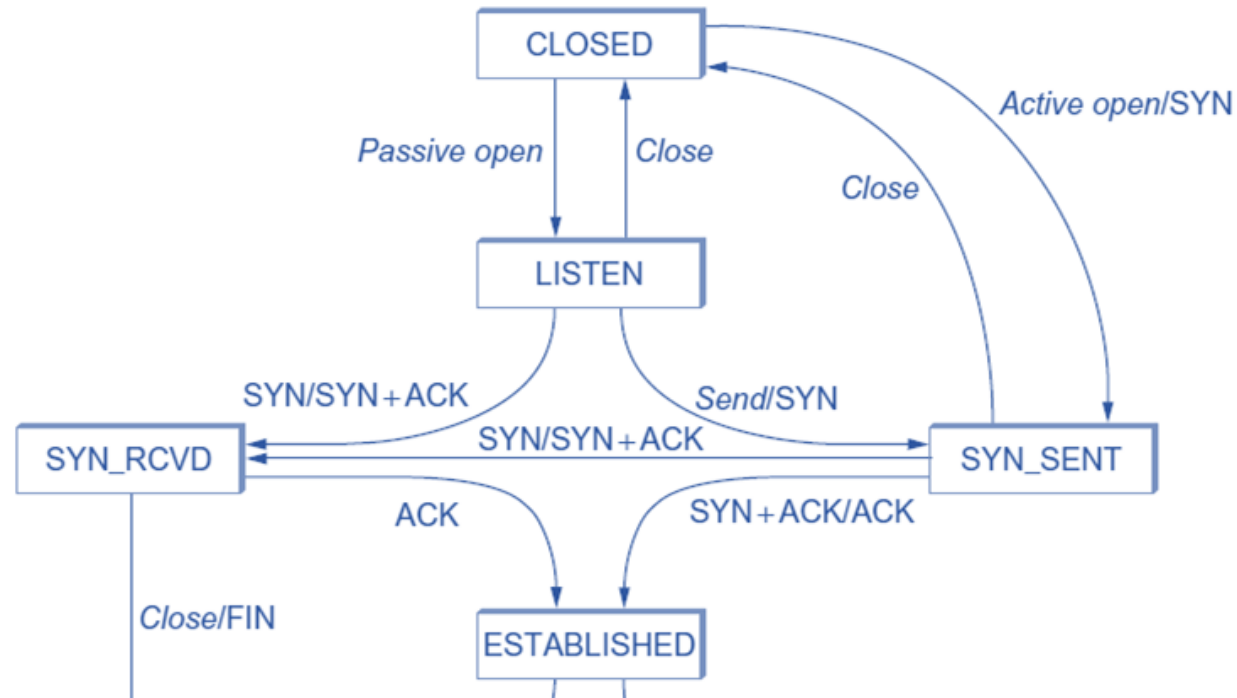 CLOSED
Active open/SYN
Passive open
Close
Close
LISTEN
SYN/SYN+ACK
Send/SYN
SYN/SYN+ACK
SYN_RCVD
SYN_SENT
ACK
SYN+ACK/ACK
Close/FIN
ESTABLISHED